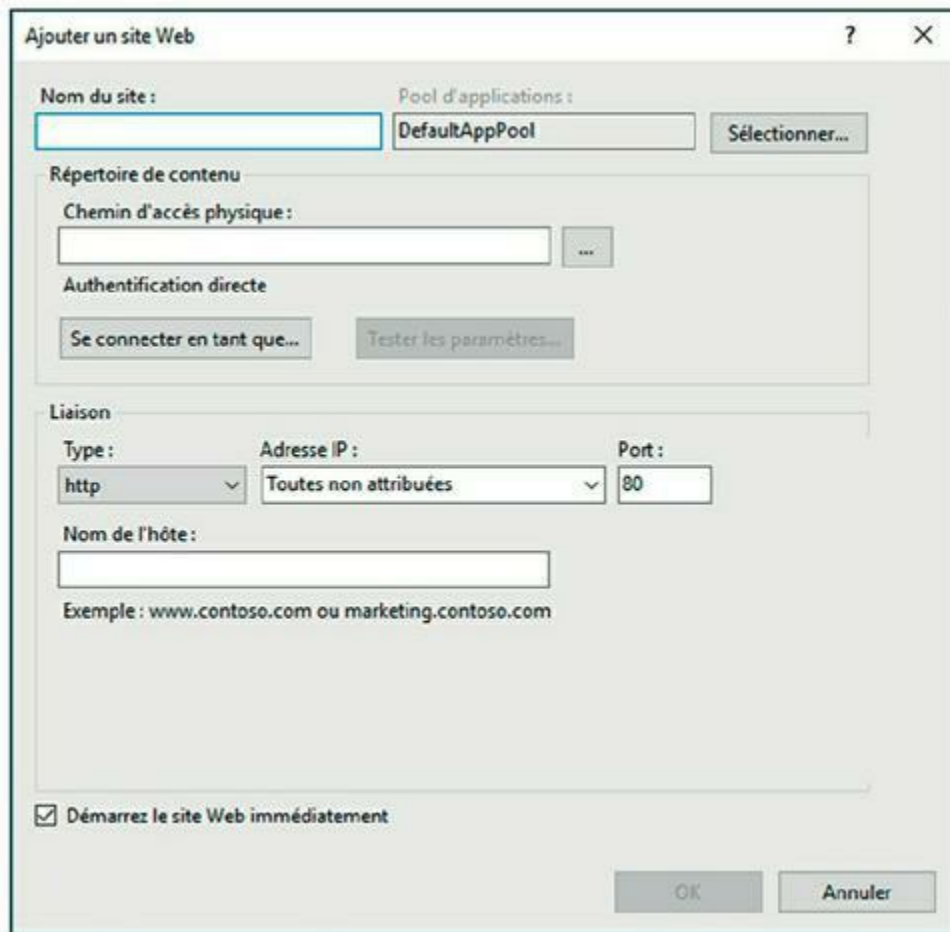 Ajouter un site Web ? X
Nom du site : Pool d'applications :
DefaultAppPool Sélectionner...
Répertoire de contenu
Chemin d'accès physique :
...
Authentification directe
Se connecter en tant que... Tester les paramètres...
Liaison
Type : Adresse IP : Port :
http Toutes non attribuées 80
Nom de l'hôte :
Exemple : www.contoso.com ou marketing.contoso.com
Démarrez le site Web immédiatement
OK Annuler